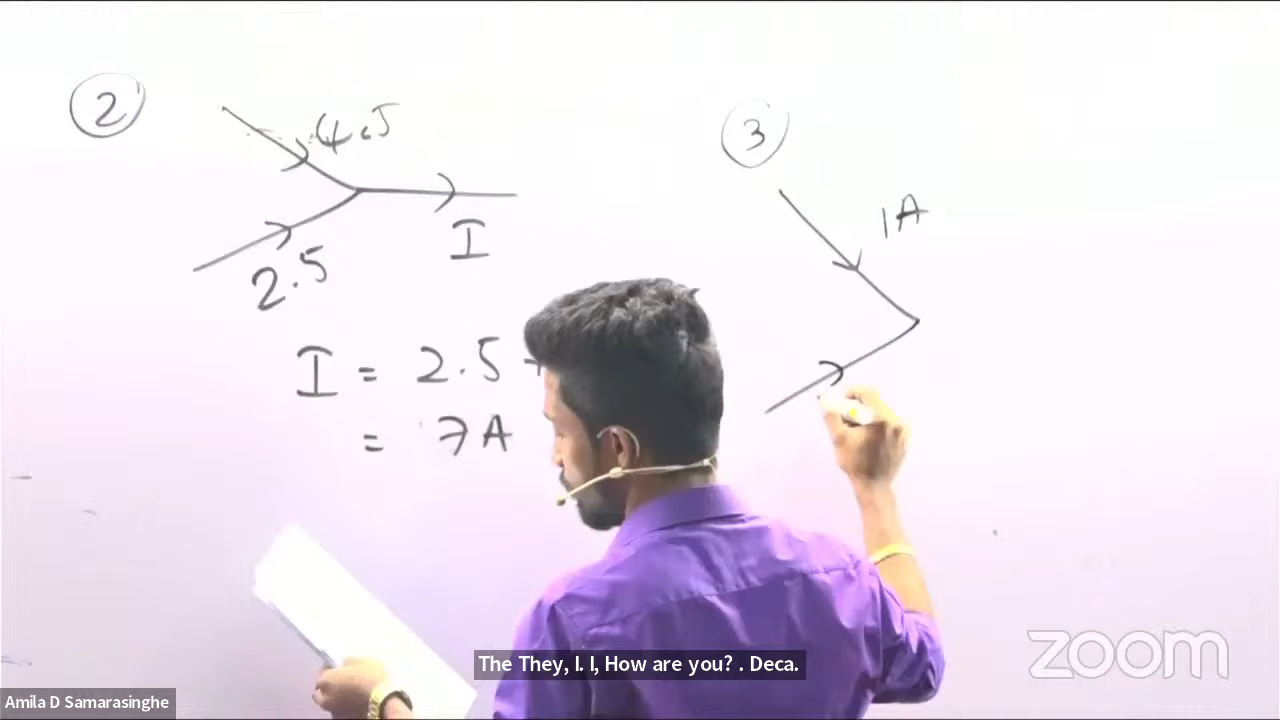 2
4.5
2.5
I
I = 2.5 +
= 7A
3
1A
The They, I. I, How are you? . Deca.
Amila D Samarasinghe
zoom